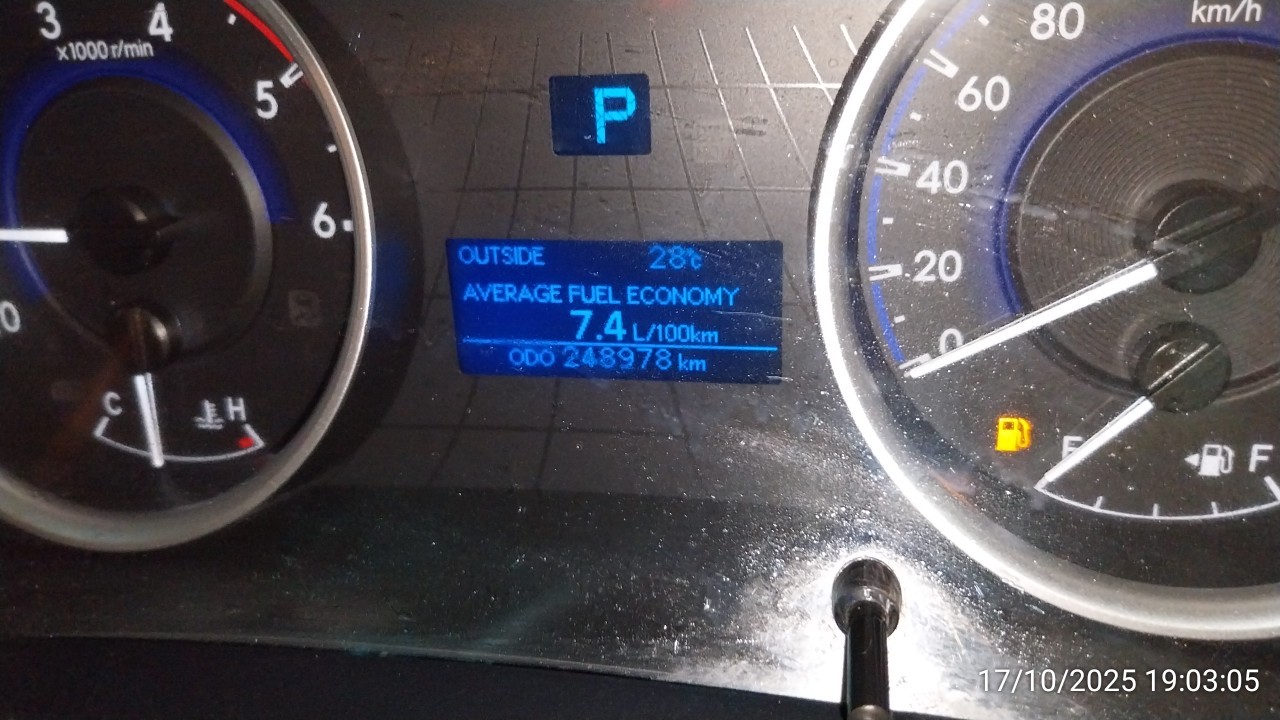 3 4 5 6
x1000 r/min
0
C H
P
OUTSIDE 28℃
AVERAGE FUEL ECONOMY
7.4 L/100km
ODO 248978 km
km/h
80
60
40
20
0
E F
17/10/2025 19:03:05